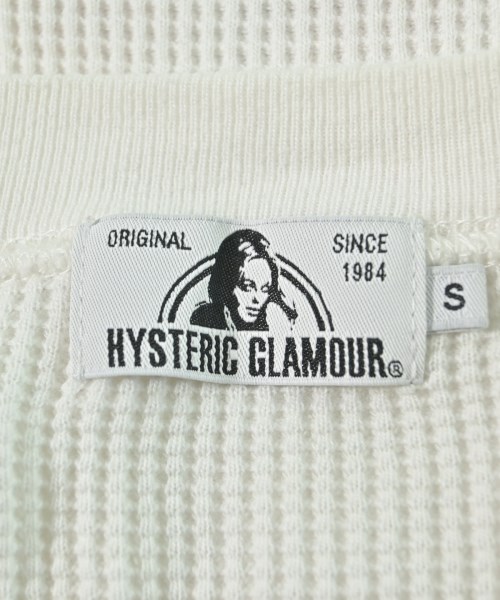 ORIGINAL
SINCE
1984
HYSTERIC GLAMOUR®
S